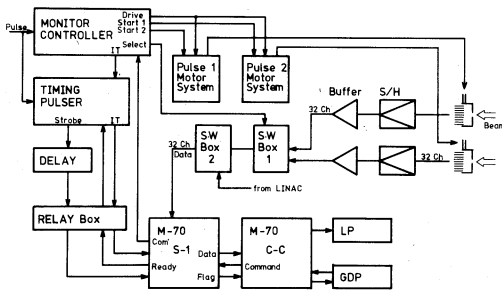 Pulse
MONITOR
CONTROLLER
Drive
Start 1
Start 2
Select
IT
Pulse 1
Motor
System
Pulse 2
Motor
System
TIMING
PULSER
Strobe
IT
Buffer
S/H
32 Ch
32 Ch
Beam
DELAY
32 Ch
Data
S·W
Box
2
S·W
Box
1
from LINAC
RELAY Box
M-70
S-1
Com'
Ready
Data
Flag
M-70
C-C
Command
LP
GDP